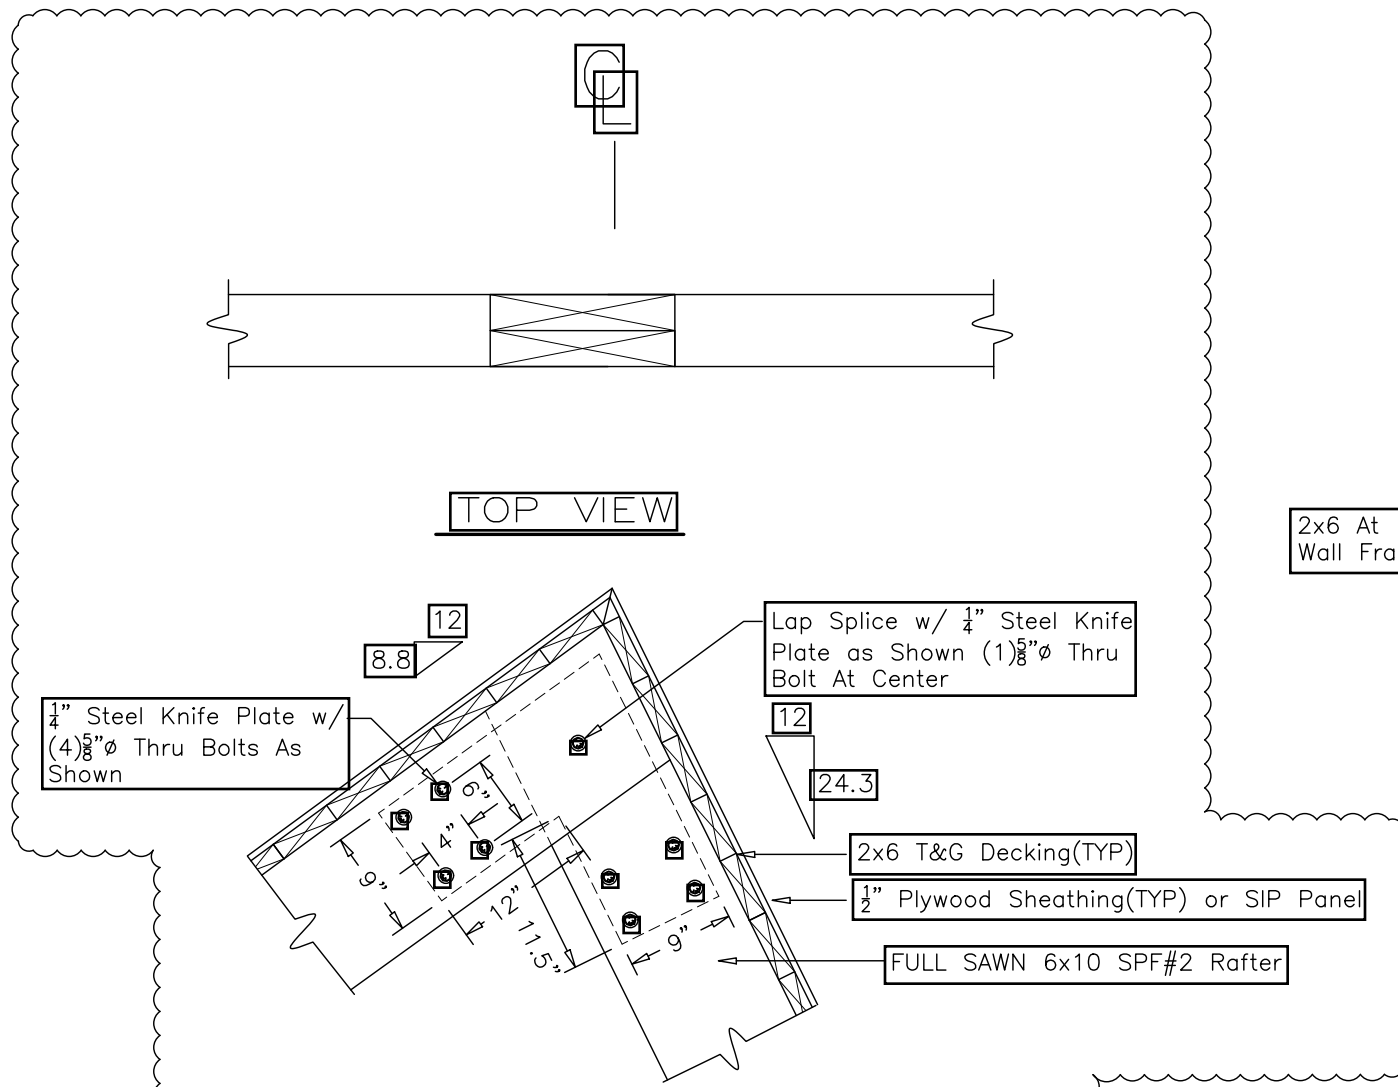 C
L
TOP VIEW
2x6 At
Wall Fra
12
8.8
Lap Splice w/ 1/4" Steel Knife
Plate as Shown (1)5/8"ø Thru
Bolt At Center
1/4" Steel Knife Plate w/
(4)5/8"ø Thru Bolts As
Shown
12
24.3
6"
4"
9"
12"
11.5"
9"
2x6 T&G Decking(TYP)
1/2" Plywood Sheathing(TYP) or SIP Panel
FULL SAWN 6x10 SPF#2 Rafter